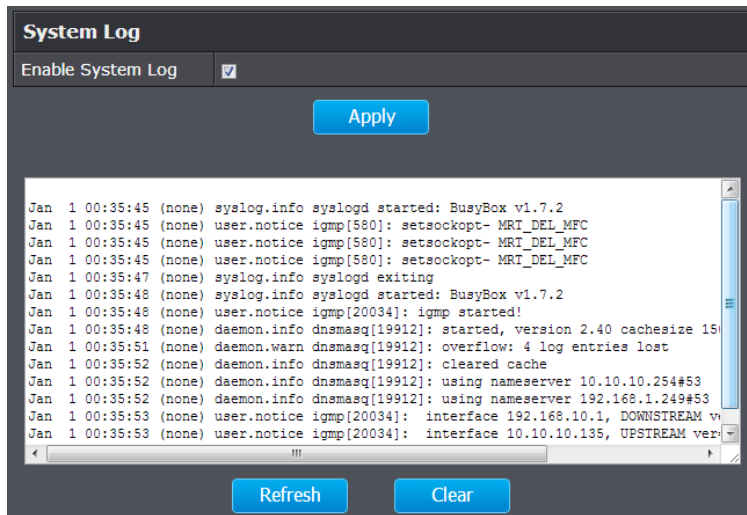 System Log
Enable System Log
Apply
Jan  1 00:35:45 (none) syslog.info syslogd started: BusyBox v1.7.2
Jan  1 00:35:45 (none) user.notice igmp[580]: setsockopt- MRT_DEL_MFC
Jan  1 00:35:45 (none) user.notice igmp[580]: setsockopt- MRT_DEL_MFC
Jan  1 00:35:45 (none) user.notice igmp[580]: setsockopt- MRT_DEL_MFC
Jan  1 00:35:47 (none) syslog.info syslogd exiting
Jan  1 00:35:48 (none) syslog.info syslogd started: BusyBox v1.7.2
Jan  1 00:35:48 (none) user.notice igmp[20034]: igmp started!
Jan  1 00:35:48 (none) daemon.info dnsmasq[19912]: started, version 2.40 cachesize
Jan  1 00:35:51 (none) daemon.warn dnsmasq[19912]: overflow: 4 log entries lost
Jan  1 00:35:52 (none) daemon.info dnsmasq[19912]: cleared cache
Jan  1 00:35:52 (none) daemon.info dnsmasq[19912]: using nameserver 10.10.10.254#53
Jan  1 00:35:52 (none) daemon.info dnsmasq[19912]: using nameserver 192.168.1.249#53
Jan  1 00:35:53 (none) user.notice igmp[20034]:  interface 192.168.10.1, DOWNSTREAM
Jan  1 00:35:53 (none) user.notice igmp[20034]:  interface 10.10.10.135, UPSTREAM
Refresh
Clear